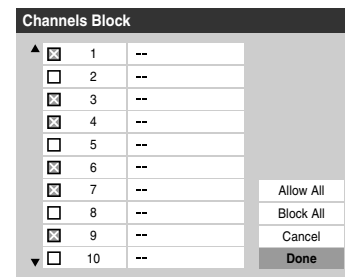 Channels Block
1 --
2 --
3 --
4 --
5 --
6 --
7 -- Allow All
8 -- Block All
9 -- Cancel
10 -- Done